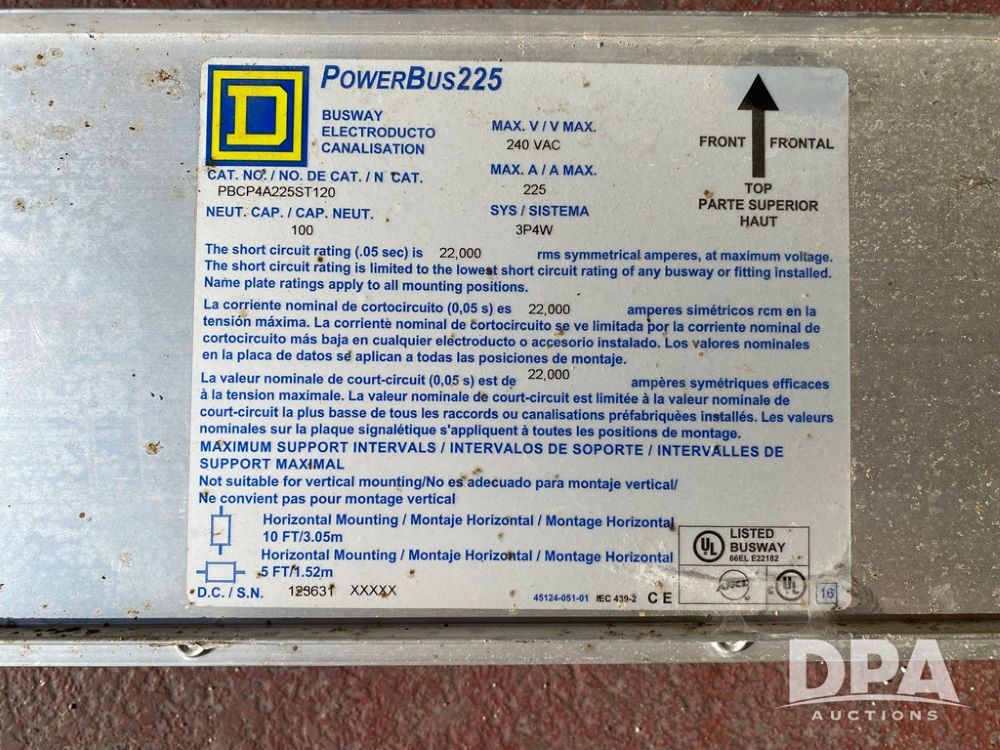 POWERBUS225
D
BUSWAY
ELECTRODUCTO
CANALISATION
MAX. V / V MAX.
240 VAC
CAT. NO. / NO. DE CAT. / N CAT.
PBCP4A225ST120
MAX. A / A MAX.
225
NEUT. CAP. / CAP. NEUT.
100
SYS / SISTEMA
3P4W
FRONT FRONTAL
TOP
PARTE SUPERIOR
HAUT
The short circuit rating (.05 sec) is 22,000 rms symmetrical amperes, at maximum voltage.
The short circuit rating is limited to the lowest short circuit rating of any busway or fitting installed.
Name plate ratings apply to all mounting positions.
La corriente nominal de cortocircuito (0,05 s) es 22,000 amperes simétricos rcm en la
tensión máxima. La corriente nominal de cortocircuito se ve limitada por la corriente nominal de
cortocircuito más baja en cualquier electroducto o accesorio instalado. Los valores nominales
en la placa de datos se aplican a todas las posiciones de montaje.
La valeur nominale de court-circuit (0,05 s) est de 22,000 ampères symétriques efficaces
à la tension maximale. La valeur nominale de court-circuit est limitée à la valeur nominale de
court-circuit la plus basse de tous les raccords ou canalisations préfabriquèes installés. Les valeurs
nominales sur la plaque signalétique s'appliquent à toutes les positions de montage.
MAXIMUM SUPPORT INTERVALS / INTERVALOS DE SOPORTE / INTERVALLES DE
SUPPORT MAXIMAL
Not suitable for vertical mounting/No es adecuado para montaje vertical/
Ne convient pas pour montage vertical
Horizontal Mounting / Montaje Horizontal / Montage Horizontal
10 FT/3.05m
Horizontal Mounting / Montaje Horizontal / Montage Horizontal
5 FT/1.52m
D.C. / S.N. 123631 XXXXX
45124-051-01 IEC 439-2 CE
UL LISTED
BUSWAY
66EL E22182
ANCE
C UL
16
DPA
AUCTIONS